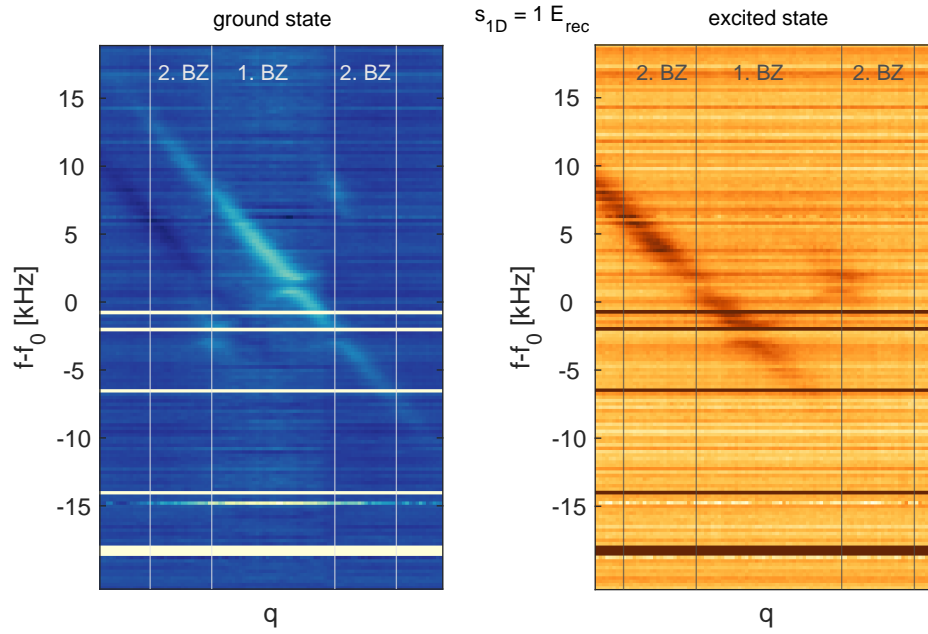 ground state
s1D = 1 Erec
excited state
2. BZ 1. BZ 2. BZ
2. BZ 1. BZ 2. BZ
15
10
5
0
-5
-10
-15
f-f0 [kHz]
q
15
10
5
0
-5
-10
-15
f-f0 [kHz]
q